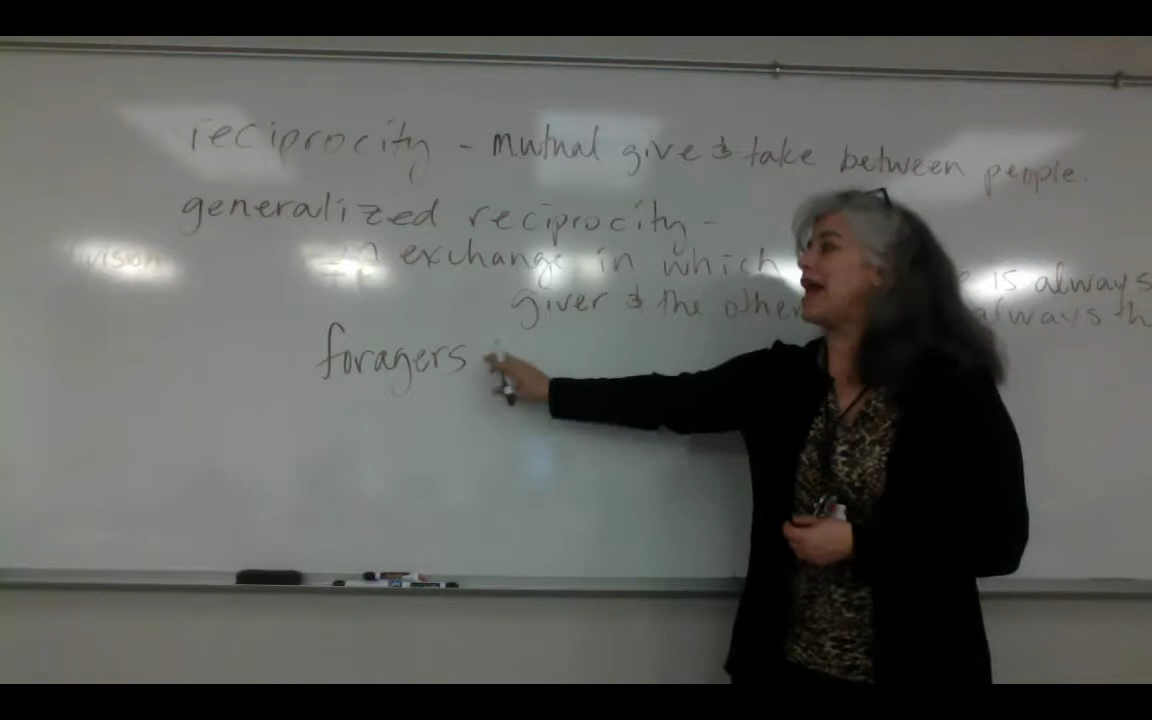 reciprocity - mutual give & take between people.
generalized reciprocity -
exchange in which is always
giver & the other always
foragers